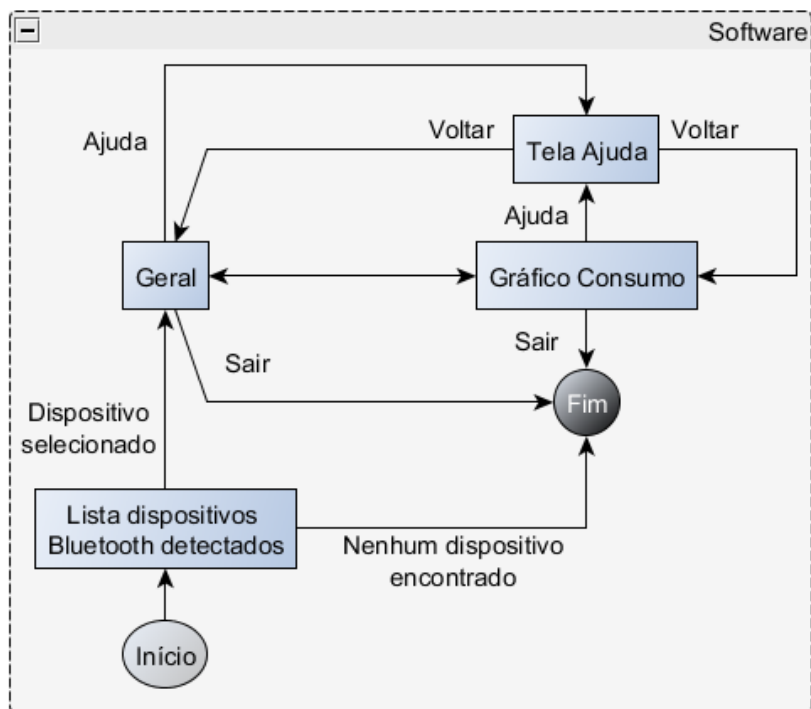 Software
Ajuda
Voltar
Tela Ajuda
Voltar
Ajuda
Geral
Gráfico Consumo
Sair
Sair
Fim
Dispositivo
selecionado
Lista dispositivos
Bluetooth detectados
Nenhum dispositivo
encontrado
Início